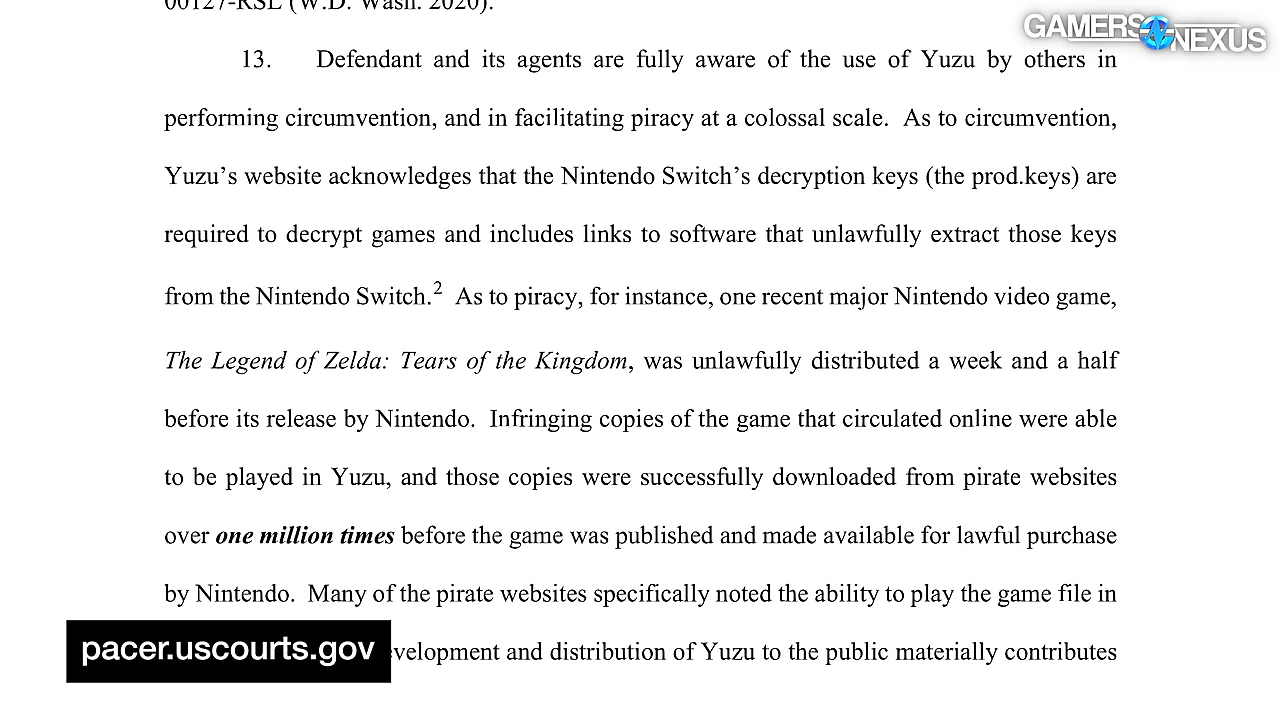 00127-RSL (W.D. Wash. 2020).
GAMERS NEXUS
13. Defendant and its agents are fully aware of the use of Yuzu by others in
performing circumvention, and in facilitating piracy at a colossal scale. As to circumvention,
Yuzu's website acknowledges that the Nintendo Switch's decryption keys (the prod.keys) are
required to decrypt games and includes links to software that unlawfully extract those keys
from the Nintendo Switch.2 As to piracy, for instance, one recent major Nintendo video game,
The Legend of Zelda: Tears of the Kingdom, was unlawfully distributed a week and a half
before its release by Nintendo. Infringing copies of the game that circulated online were able
to be played in Yuzu, and those copies were successfully downloaded from pirate websites
over one million times before the game was published and made available for lawful purchase
by Nintendo. Many of the pirate websites specifically noted the ability to play the game file in
pacer.uscourts.gov
velopment and distribution of Yuzu to the public materially contributes